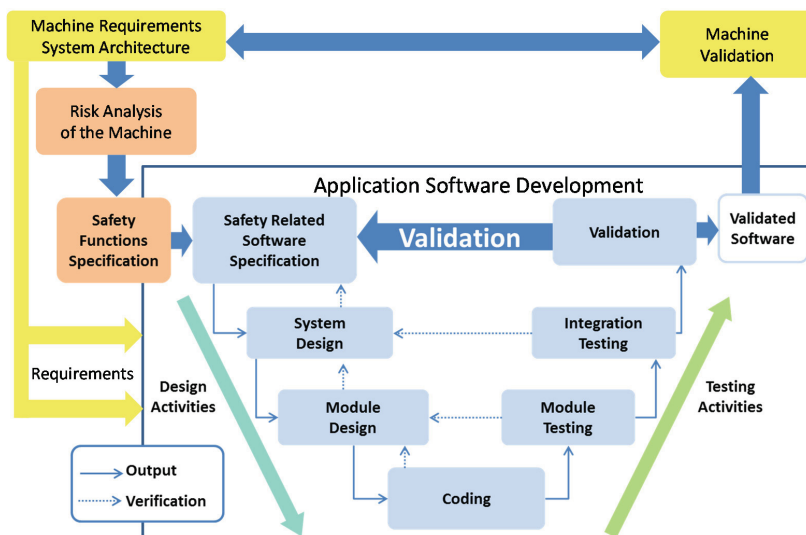 Machine Requirements
System Architecture
Machine
Validation
Risk Analysis
of the Machine
Application Software Development
Safety
Functions
Specification
Safety Related
Software
Specification
Validation
Validation
Validated
Software
System
Design
Integration
Testing
Requirements
Design
Activities
Testing
Activities
Module
Design
Module
Testing
Output
Verification
Coding